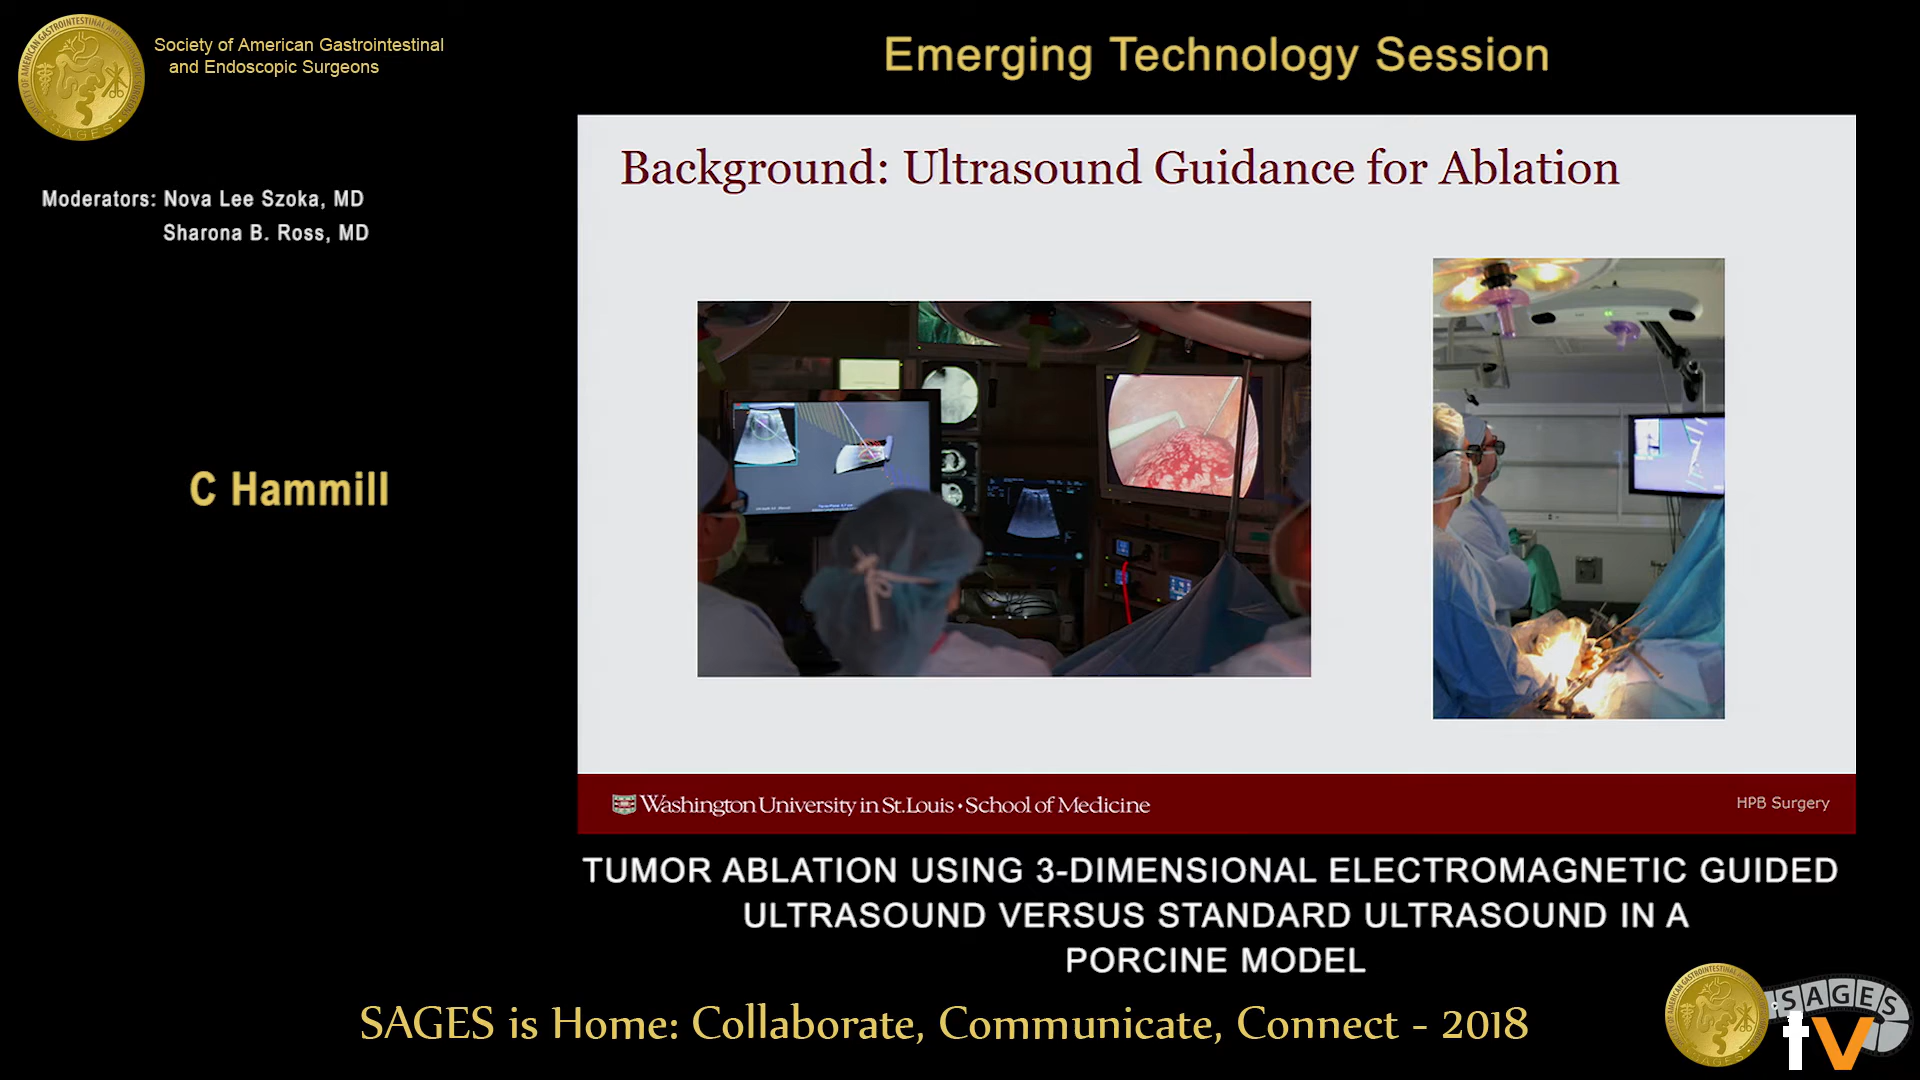 Society of American Gastrointestinal
and Endoscopic Surgeons
Emerging Technology Session
Moderators: Nova Lee Szoka, MD
Sharona B. Ross, MD
C Hammill
Background: Ultrasound Guidance for Ablation
Washington University in St. Louis • School of Medicine
HPB Surgery
TUMOR ABLATION USING 3-DIMENSIONAL ELECTROMAGNETIC GUIDED
ULTRASOUND VERSUS STANDARD ULTRASOUND IN A
PORCINE MODEL
SAGES is Home: Collaborate, Communicate, Connect - 2018
SAGES
tv